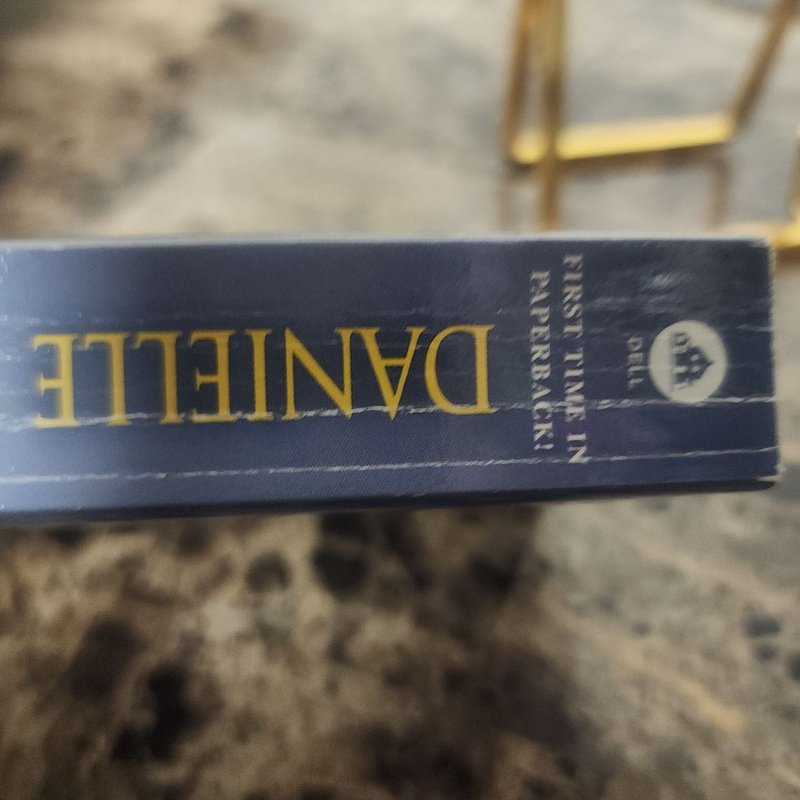 DELL
FIRST TIME IN
PAPERBACK!
DANIELLE